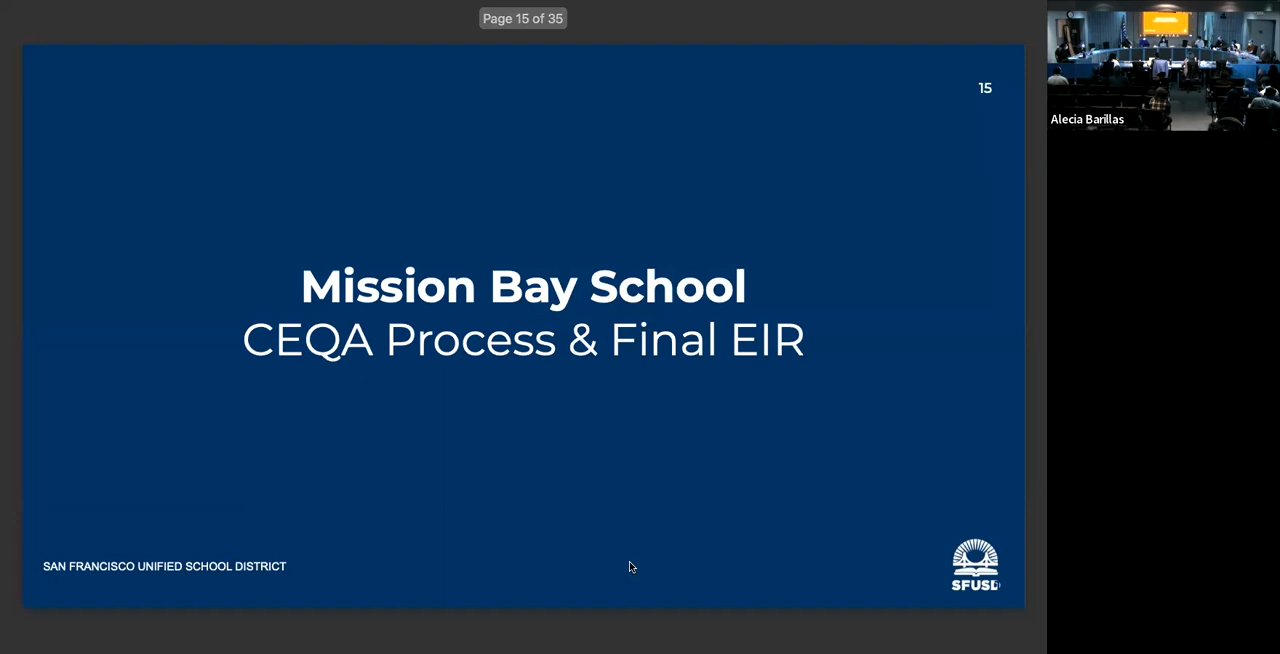 Page 15 of 35
15
Mission Bay School
CEQA Process & Final EIR
SAN FRANCISCO UNIFIED SCHOOL DISTRICT
SFUSD
Alecia Barillas